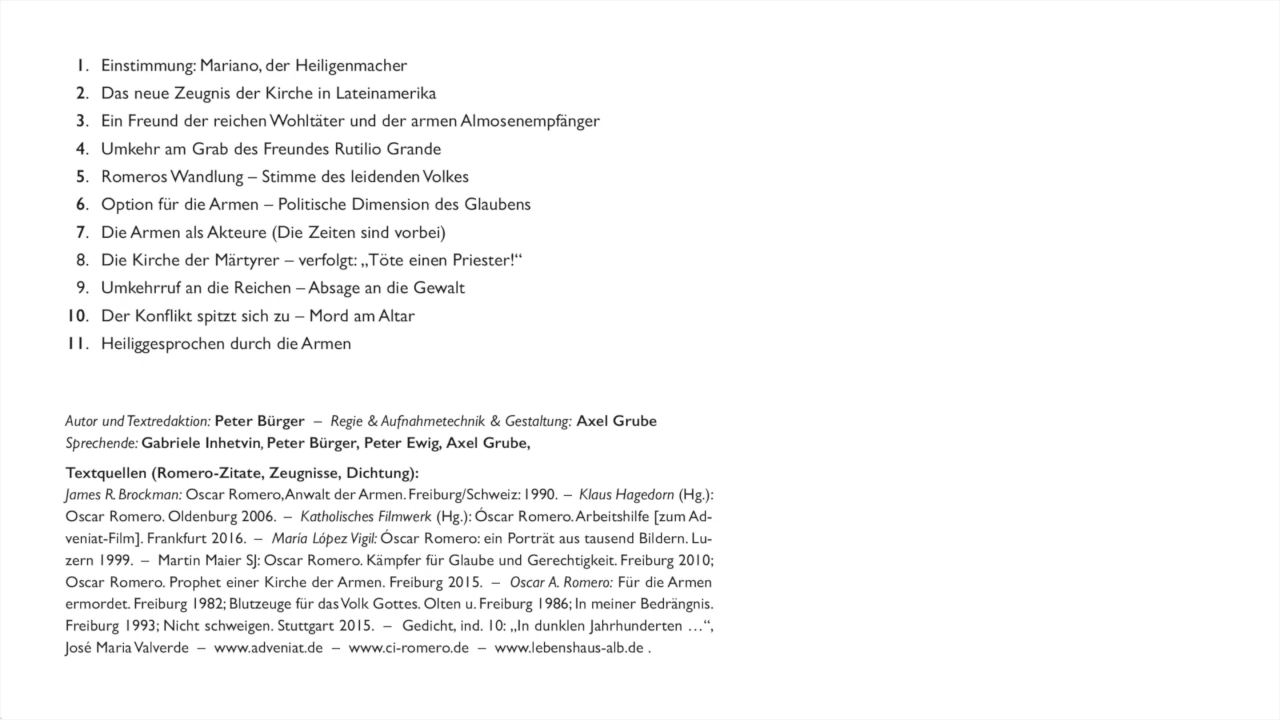 1. Einstimmung: Mariano, der Heiligenmacher
2. Das neue Zeugnis der Kirche in Lateinamerika
3. Ein Freund der reichen Wohltäter und der armen Almosenempfänger
4. Umkehr am Grab des Freundes Rutilio Grande
5. Romeros Wandlung – Stimme des leidenden Volkes
6. Option für die Armen – Politische Dimension des Glaubens
7. Die Armen als Akteure (Die Zeiten sind vorbei)
8. Die Kirche der Märtyrer – verfolgt: „Töte einen Priester!“
9. Umkehrruf an die Reichen – Absage an die Gewalt
10. Der Konflikt spitzt sich zu – Mord am Altar
11. Heiliggesprochen durch die Armen
Autor und Textredaktion: Peter Bürger – Regie & Aufnahmetechnik & Gestaltung: Axel Grube
Sprechende: Gabriele Inhetvin, Peter Bürger, Peter Ewig, Axel Grube,
Textquellen (Romero-Zitate, Zeugnisse, Dichtung):
James R. Brockman: Oscar Romero, Anwalt der Armen. Freiburg/Schweiz: 1990. – Klaus Hagedorn (Hg.):
Oscar Romero. Oldenburg 2006. – Katholisches Filmwerk (Hg.): Óscar Romero. Arbeitshilfe [zum Ad-
veniat-Film]. Frankfurt 2016. – María López Vigil: Óscar Romero: ein Porträt aus tausend Bildern. Lu-
zern 1999. – Martin Maier SJ: Oscar Romero. Kämpfer für Glaube und Gerechtigkeit. Freiburg 2010;
Oscar Romero. Prophet einer Kirche der Armen. Freiburg 2015. – Oscar A. Romero: Für die Armen
ermordet. Freiburg 1982; Blutzeuge für das Volk Gottes. Olten u. Freiburg 1986; In meiner Bedrängnis.
Freiburg 1993; Nicht schweigen. Stuttgart 2015. – Gedicht, ind. 10: „In dunklen Jahrhunderten …“,
José Maria Valverde – www.adveniat.de – www.ci-romero.de – www.lebenshaus-alb.de .